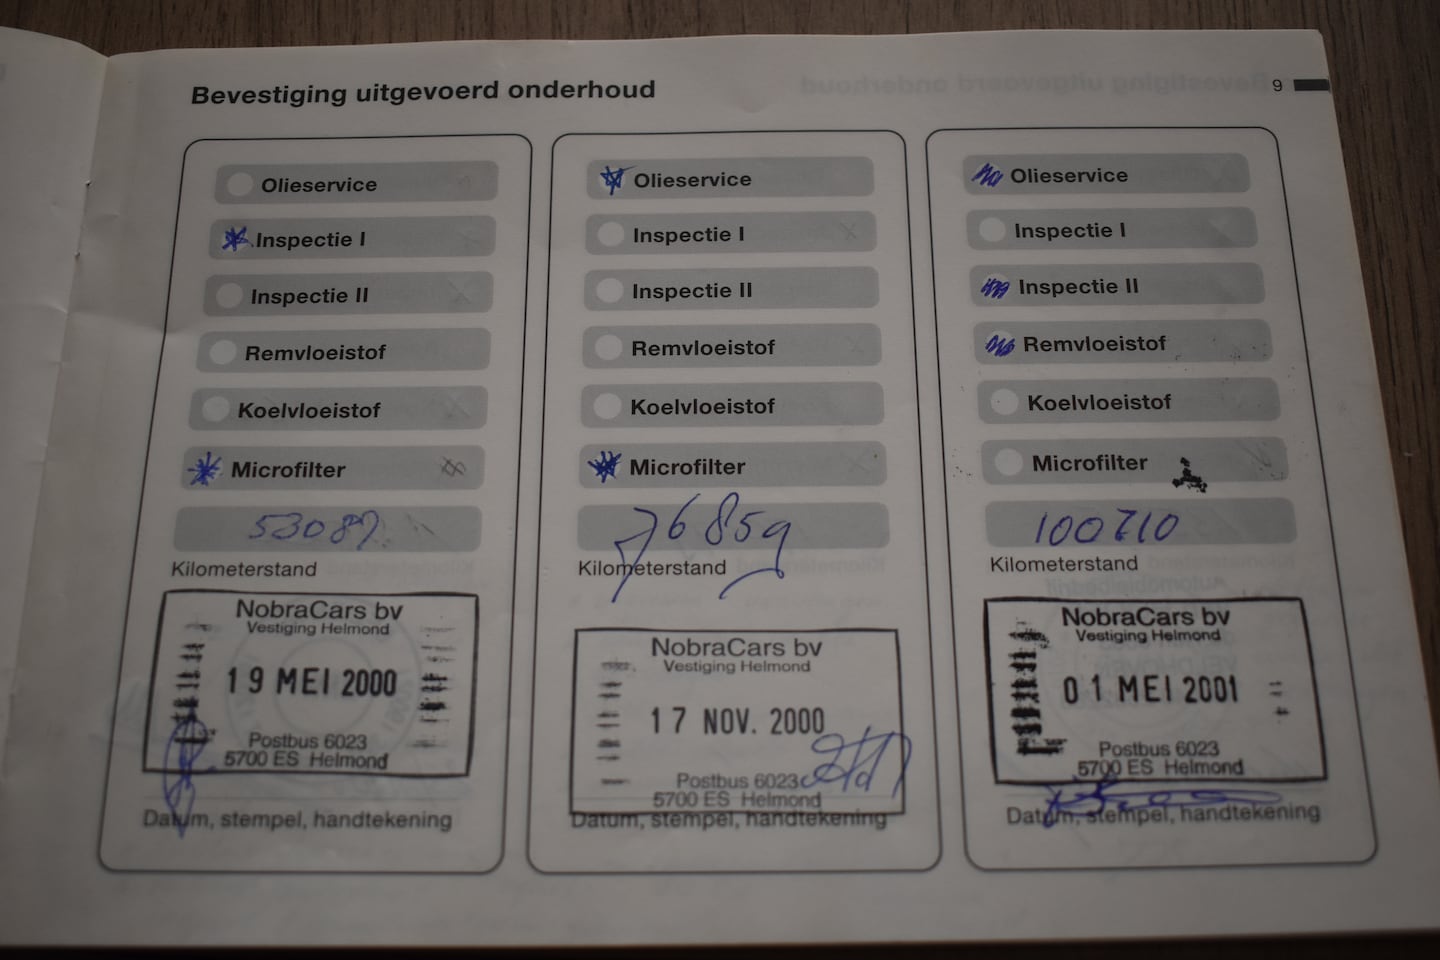 Bevestiging uitgevoerd onderhoud
9
Olieservice
Inspectie I
Inspectie II
Remvloeistof
Koelvloeistof
Microfilter
53089
Kilometerstand
NobraCars bv
Vestiging Helmond
19 MEI 2000
Postbus 6023
5700 ES Helmond
Datum, stempel, handtekening
Olieservice
Inspectie I
Inspectie II
Remvloeistof
Koelvloeistof
Microfilter
76859
Kilometerstand
NobraCars bv
Vestiging Helmond
17 NOV. 2000
Postbus 6023
5700 ES Helmond
Datum, stempel, handtekening
Olieservice
Inspectie I
Inspectie II
Remvloeistof
Koelvloeistof
Microfilter
100710
Kilometerstand
NobraCars bv
Vestiging Helmond
01 MEI 2001
Postbus 6023
5700 ES Helmond
Datum, stempel, handtekening